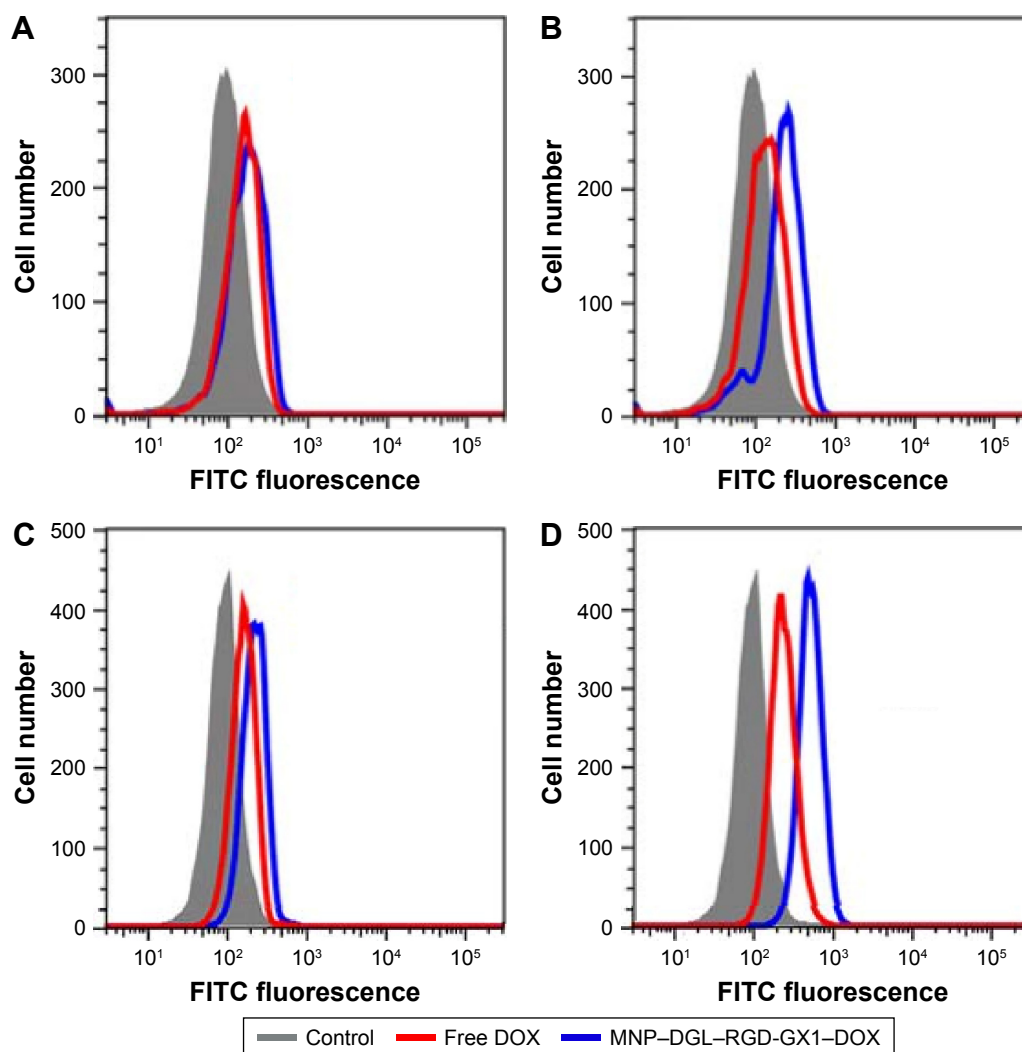 A
Cell number
300
200
100
0
10¹ 10² 10³ 10⁴ 10⁵
FITC fluorescence
B
Cell number
300
200
100
0
10¹ 10² 10³ 10⁴ 10⁵
FITC fluorescence
C
Cell number
500
400
300
200
100
0
10¹ 10² 10³ 10⁴ 10⁵
FITC fluorescence
D
Cell number
500
400
300
200
100
0
10¹ 10² 10³ 10⁴ 10⁵
FITC fluorescence
Control Free DOX MNP–DGL–RGD-GX1–DOX